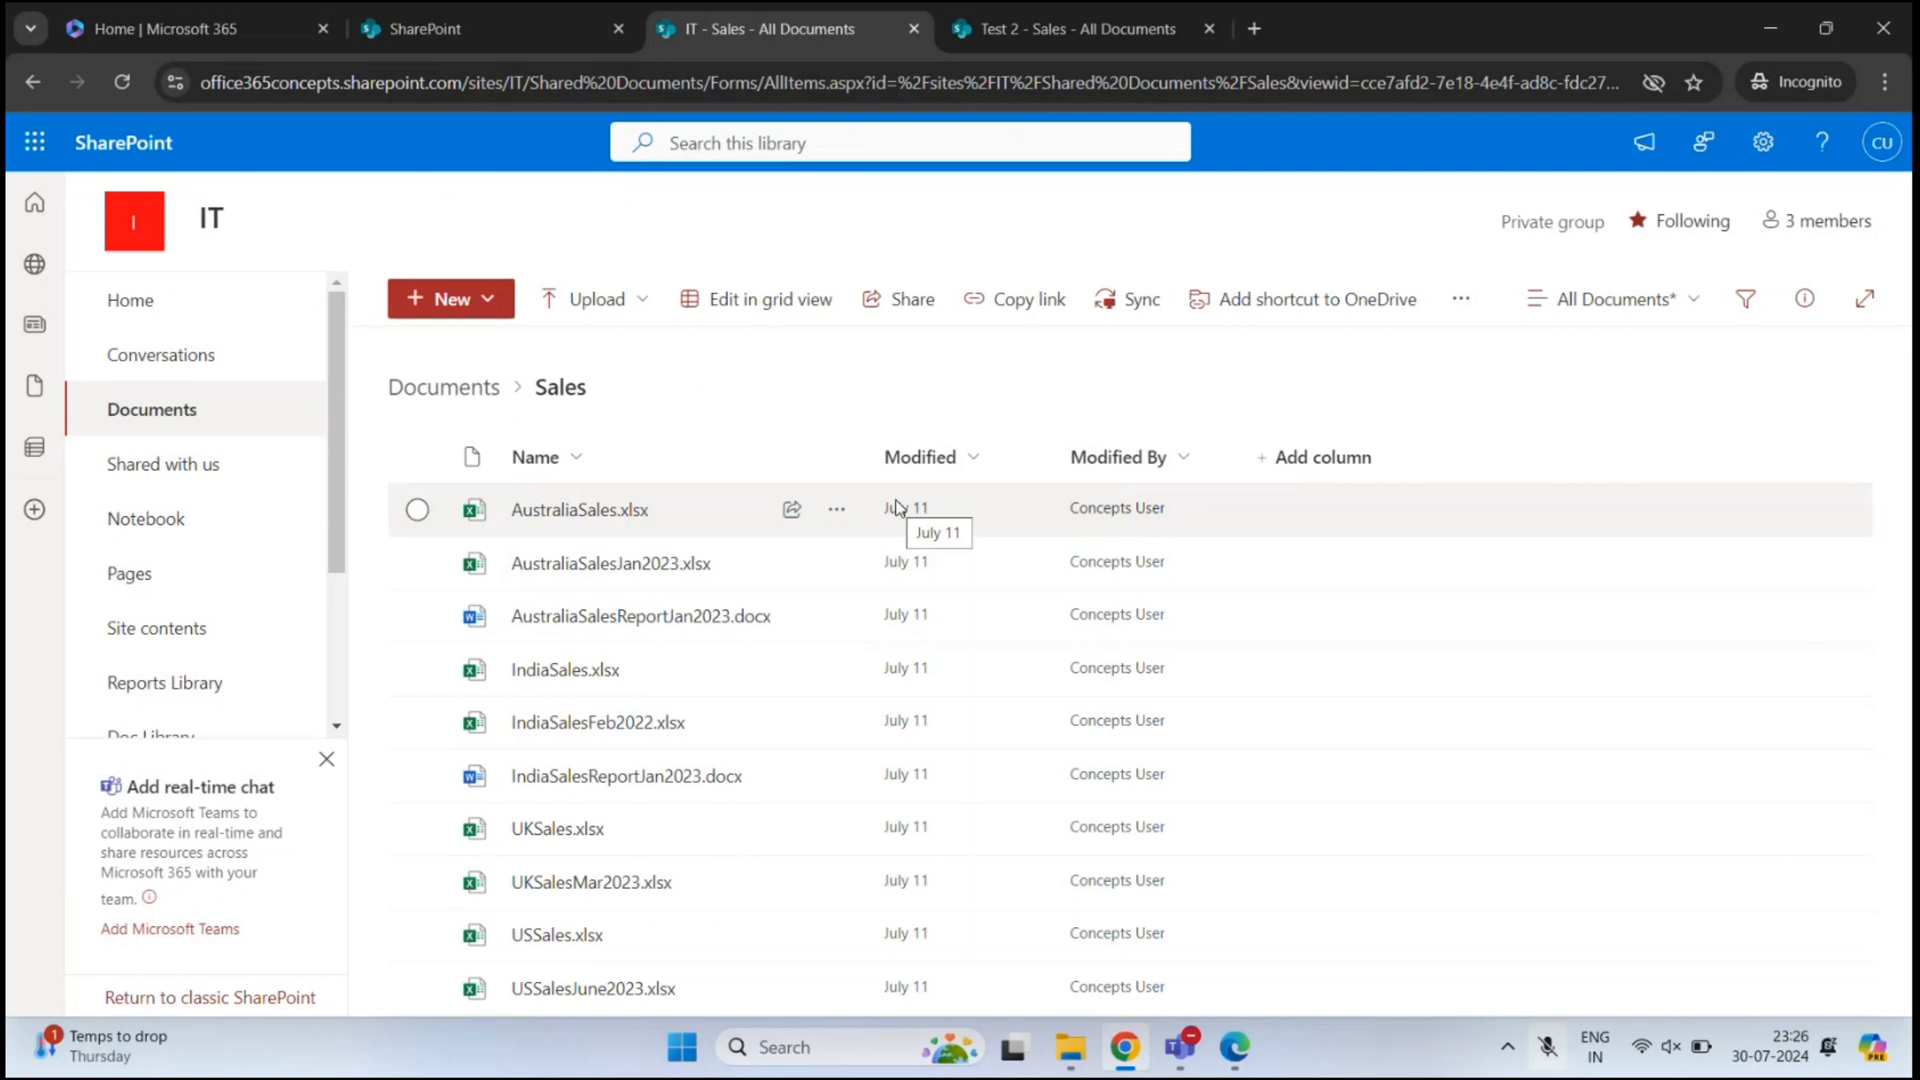 Home | Microsoft 365
SharePoint
IT - Sales - All Documents
Test 2 - Sales - All Documents
office365concepts.sharepoint.com/sites/IT/Shared%20Documents/Forms/AllItems.aspx?id=%2Fsites%2FIT%2FShared%20Documents%2FSales&viewid=cce7afd2-7e18-4e4f-ad8c-fdc27...
Incognito
SharePoint
Search this library
CU
I
IT
Private group
Following
3 members
Home
Conversations
Documents
Shared with us
Notebook
Pages
Site contents
Reports Library
Doc Library
Add real-time chat
Add Microsoft Teams to
collaborate in real-time and
share resources across
Microsoft 365 with your
team.
Add Microsoft Teams
Return to classic SharePoint
+ New
Upload
Edit in grid view
Share
Copy link
Sync
Add shortcut to OneDrive
...
All Documents*
Documents > Sales
Name
Modified
Modified By
+ Add column
AustraliaSales.xlsx ... July 11 Concepts User
July 11
AustraliaSalesJan2023.xlsx July 11 Concepts User
AustraliaSalesReportJan2023.docx July 11 Concepts User
IndiaSales.xlsx July 11 Concepts User
IndiaSalesFeb2022.xlsx July 11 Concepts User
IndiaSalesReportJan2023.docx July 11 Concepts User
UKSales.xlsx July 11 Concepts User
UKSalesMar2023.xlsx July 11 Concepts User
USSales.xlsx July 11 Concepts User
USSalesJune2023.xlsx July 11 Concepts User
1
Temps to drop
Thursday
Search
ENG
IN
23:26
30-07-2024
PRE